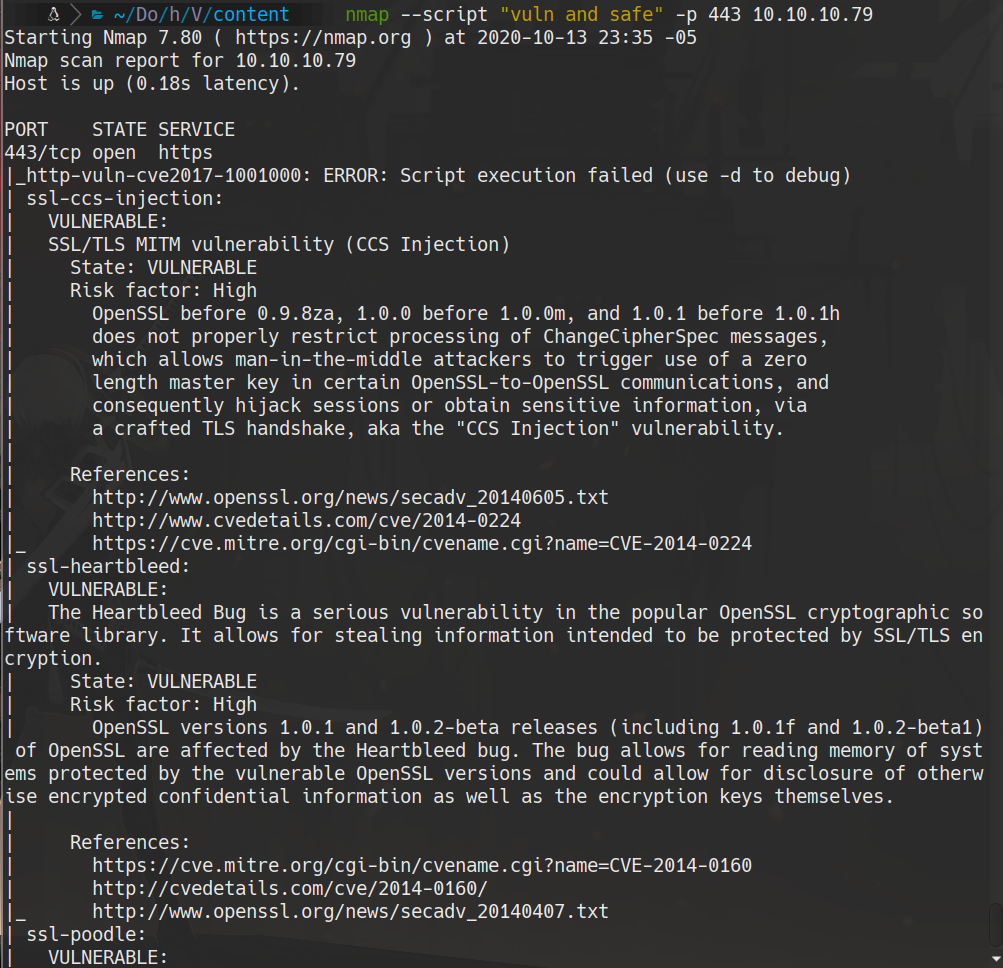 ~/Do/h/V/content nmap --script "vuln and safe" -p 443 10.10.10.79
Starting Nmap 7.80 ( https://nmap.org ) at 2020-10-13 23:35 -05
Nmap scan report for 10.10.10.79
Host is up (0.18s latency).
PORT    STATE SERVICE
443/tcp open  https
|_http-vuln-cve2017-1001000: ERROR: Script execution failed (use -d to debug)
| ssl-ccs-injection:
|   VULNERABLE:
|   SSL/TLS MITM vulnerability (CCS Injection)
|     State: VULNERABLE
|     Risk factor: High
|       OpenSSL before 0.9.8za, 1.0.0 before 1.0.0m, and 1.0.1 before 1.0.1h
|       does not properly restrict processing of ChangeCipherSpec messages,
|       which allows man-in-the-middle attackers to trigger use of a zero
|       length master key in certain OpenSSL-to-OpenSSL communications, and
|       consequently hijack sessions or obtain sensitive information, via
|       a crafted TLS handshake, aka the "CCS Injection" vulnerability.
|
|     References:
|       http://www.openssl.org/news/secadv_20140605.txt
|       http://www.cvedetails.com/cve/2014-0224
|_      https://cve.mitre.org/cgi-bin/cvename.cgi?name=CVE-2014-0224
| ssl-heartbleed:
|   VULNERABLE:
|   The Heartbleed Bug is a serious vulnerability in the popular OpenSSL cryptographic so
ftware library. It allows for stealing information intended to be protected by SSL/TLS en
cryption.
|     State: VULNERABLE
|     Risk factor: High
|       OpenSSL versions 1.0.1 and 1.0.2-beta releases (including 1.0.1f and 1.0.2-beta1)
 of OpenSSL are affected by the Heartbleed bug. The bug allows for reading memory of syst
ems protected by the vulnerable OpenSSL versions and could allow for disclosure of otherw
ise encrypted confidential information as well as the encryption keys themselves.
|
|     References:
|       https://cve.mitre.org/cgi-bin/cvename.cgi?name=CVE-2014-0160
|       http://cvedetails.com/cve/2014-0160/
|_      http://www.openssl.org/news/secadv_20140407.txt
| ssl-poodle:
|   VULNERABLE: